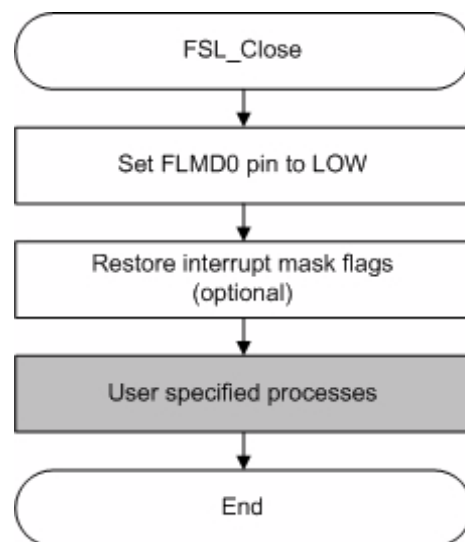 FSL_Close
Set FLMD0 pin to LOW
Restore interrupt mask flags
(optional)
User specified processes
End